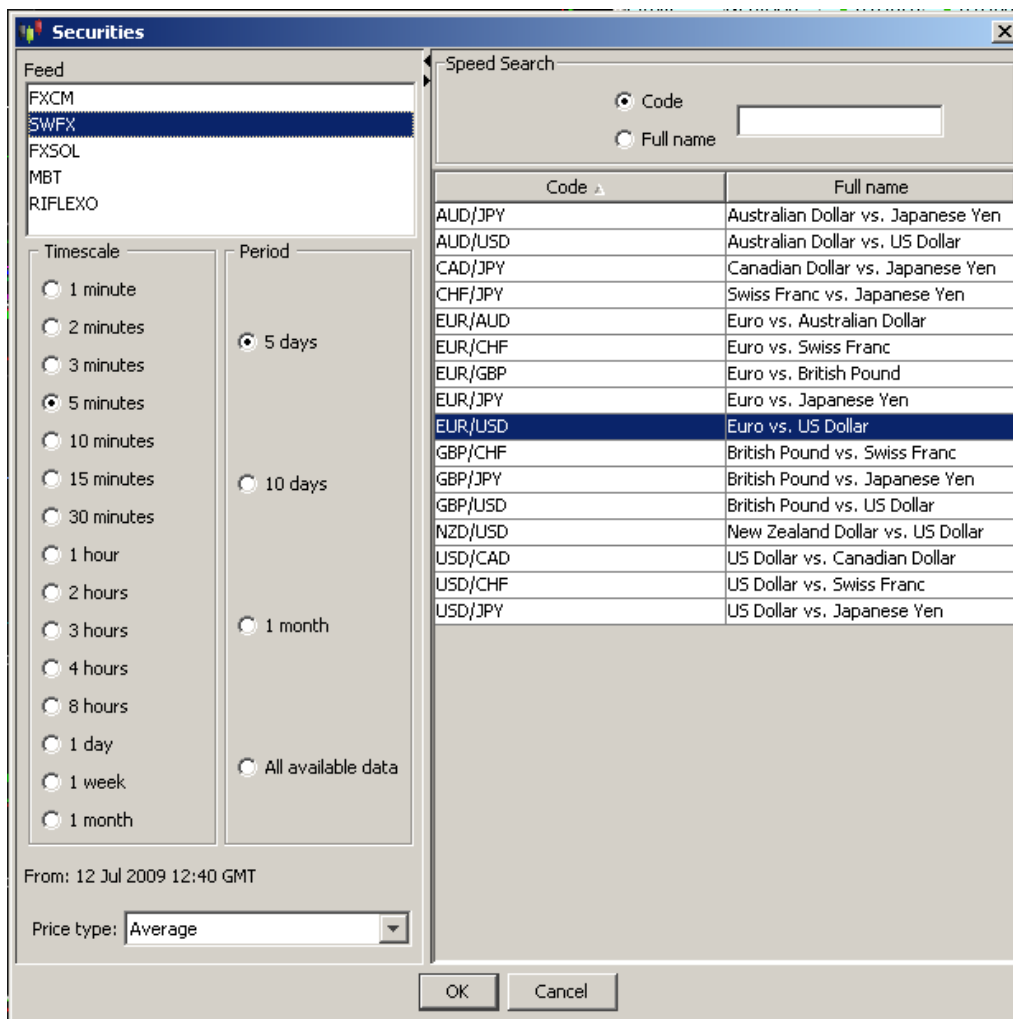 Securities
Feed
FXCM
SWFX
FXSOL
MBT
RIFLEXO
Timescale
1 minute
2 minutes
3 minutes
5 minutes
10 minutes
15 minutes
30 minutes
1 hour
2 hours
3 hours
4 hours
8 hours
1 day
1 week
1 month
Period
5 days
10 days
1 month
All available data
From: 12 Jul 2009 12:40 GMT
Price type: Average
Speed Search
Code
Full name
Code Full name
AUD/JPY Australian Dollar vs. Japanese Yen
AUD/USD Australian Dollar vs. US Dollar
CAD/JPY Canadian Dollar vs. Japanese Yen
CHF/JPY Swiss Franc vs. Japanese Yen
EUR/AUD Euro vs. Australian Dollar
EUR/CHF Euro vs. Swiss Franc
EUR/GBP Euro vs. British Pound
EUR/JPY Euro vs. Japanese Yen
EUR/USD Euro vs. US Dollar
GBP/CHF British Pound vs. Swiss Franc
GBP/JPY British Pound vs. Japanese Yen
GBP/USD British Pound vs. US Dollar
NZD/USD New Zealand Dollar vs. US Dollar
USD/CAD US Dollar vs. Canadian Dollar
USD/CHF US Dollar vs. Swiss Franc
USD/JPY US Dollar vs. Japanese Yen
OK Cancel